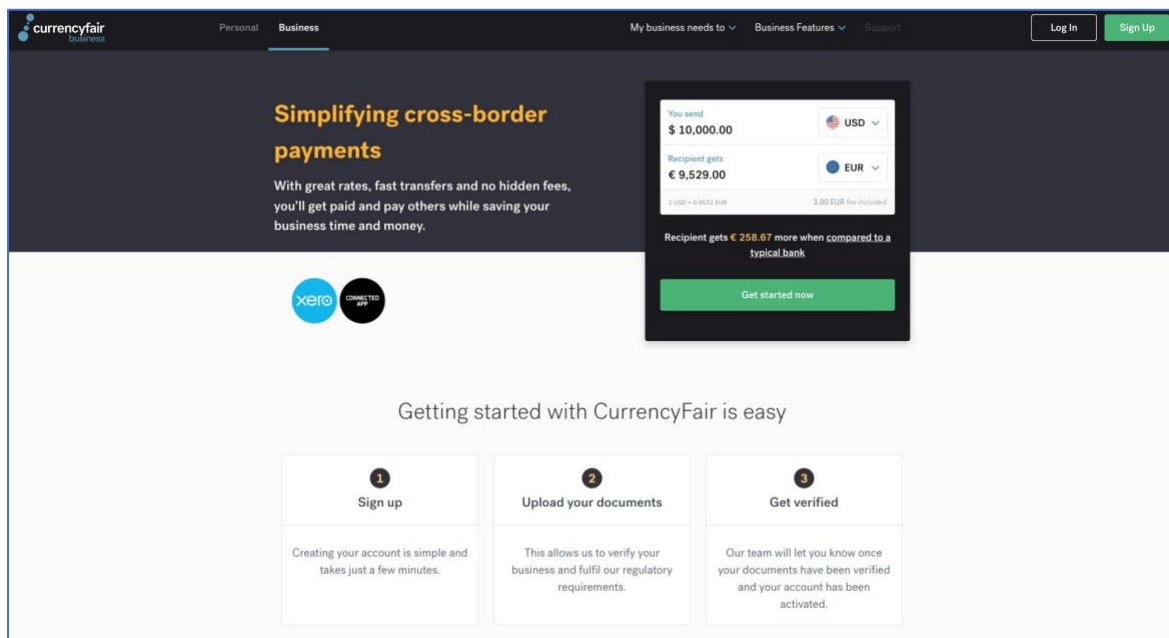 currencyfair
business
Personal
Business
My business needs to
Business Features
Support
Log In
Sign Up
Simplifying cross-border
payments
With great rates, fast transfers and no hidden fees,
you'll get paid and pay others while saving your
business time and money.
You send
$ 10,000.00
USD
Recipient gets
€ 9,529.00
EUR
1 USD = 0.9532 EUR
3.00 EUR fee included
Recipient gets € 258.67 more when compared to a
typical bank
Get started now
xero
CONNECTED
APP
Getting started with CurrencyFair is easy
1
Sign up
Creating your account is simple and
takes just a few minutes.
2
Upload your documents
This allows us to verify your
business and fulfil our regulatory
requirements.
3
Get verified
Our team will let you know once
your documents have been verified
and your account has been
activated.